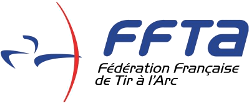 FFTA
Fédération Française
de Tir à l'Arc